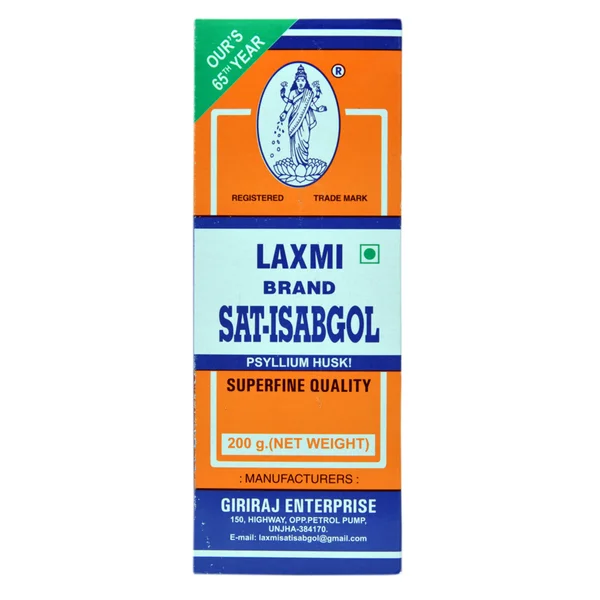 OUR'S
65TH YEAR
®
REGISTERED TRADE MARK
LAXMI
BRAND
SAT-ISABGOL
PSYLLIUM HUSK!
SUPERFINE QUALITY
200 g.(NET WEIGHT)
: MANUFACTURERS :
GIRIRAJ ENTERPRISE
150, HIGHWAY, OPP.PETROL PUMP,
UNJHA-384170.
E-mail: laxmisatisabgol@gmail.com